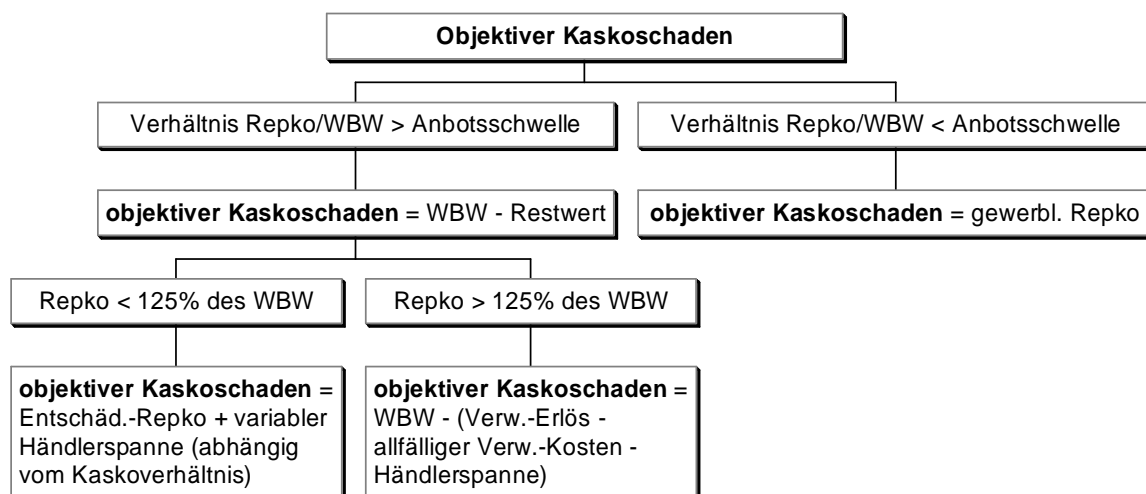 Objektiver Kaskoschaden
Verhältnis Repko/WBW > Anbotsschwelle
Verhältnis Repko/WBW < Anbotsschwelle
objektiver Kaskoschaden = WBW - Restwert
objektiver Kaskoschaden = gewerbl. Repko
Repko < 125% des WBW
Repko > 125% des WBW
objektiver Kaskoschaden =
Entschäd.-Repko + variabler
Händlerspanne (abhängig
vom Kaskoverhältnis)
objektiver Kaskoschaden =
WBW - (Verw.-Erlös -
allfälliger Verw.-Kosten -
Händlerspanne)